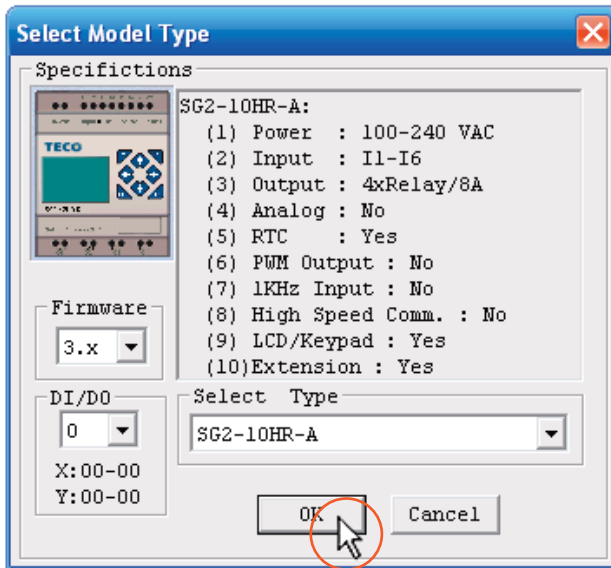 Select Model Type
Specifictions
TECO
SG2-10HR-A:
(1) Power : 100-240 VAC
(2) Input : I1-I6
(3) Output : 4xRelay/8A
(4) Analog : No
(5) RTC : Yes
(6) PWM Output : No
(7) 1KHz Input : No
(8) High Speed Comm. : No
(9) LCD/Keypad : Yes
(10)Extension : Yes
Firmware
3.x
DI/DO
0
X:00-00
Y:00-00
Select Type
SG2-10HR-A
OK
Cancel